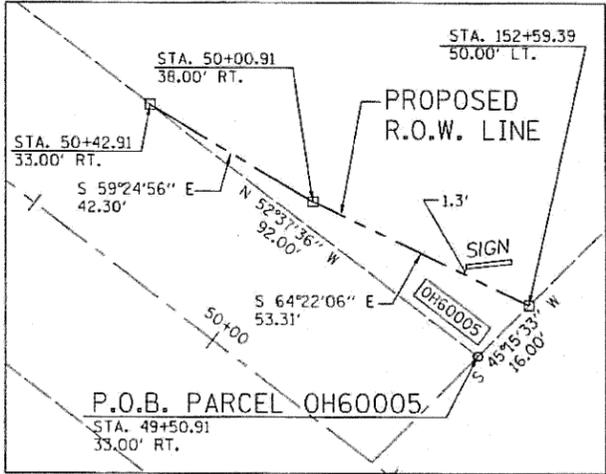 STA. 152+59.39
50.00' LT.
STA. 50+00.91
38.00' RT.
PROPOSED
R.O.W. LINE
STA. 50+42.91
33.00' RT.
S 59°24'56" E
42.30'
N 52°37'36" W
92.00'
1.3'
SIGN
S 64°22'06" E
53.31'
OH60005
50+00
S 45°15'33" W
16.00'
P.O.B. PARCEL OH60005
STA. 49+50.91
33.00' RT.